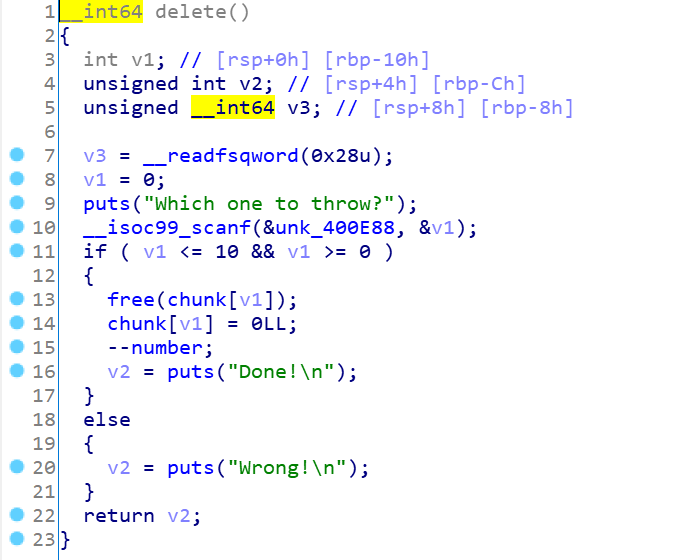 1 __int64 delete()
2 {
3   int v1; // [rsp+0h] [rbp-10h]
4   unsigned int v2; // [rsp+4h] [rbp-Ch]
5   unsigned __int64 v3; // [rsp+8h] [rbp-8h]
6
7   v3 = __readfsqword(0x28u);
8   v1 = 0;
9   puts("Which one to throw?");
10   __isoc99_scanf(&unk_400E88, &v1);
11   if ( v1 <= 10 && v1 >= 0 )
12   {
13     free(chunk[v1]);
14     chunk[v1] = 0LL;
15     --number;
16     v2 = puts("Done!\n");
17   }
18   else
19   {
20     v2 = puts("Wrong!\n");
21   }
22   return v2;
23 }